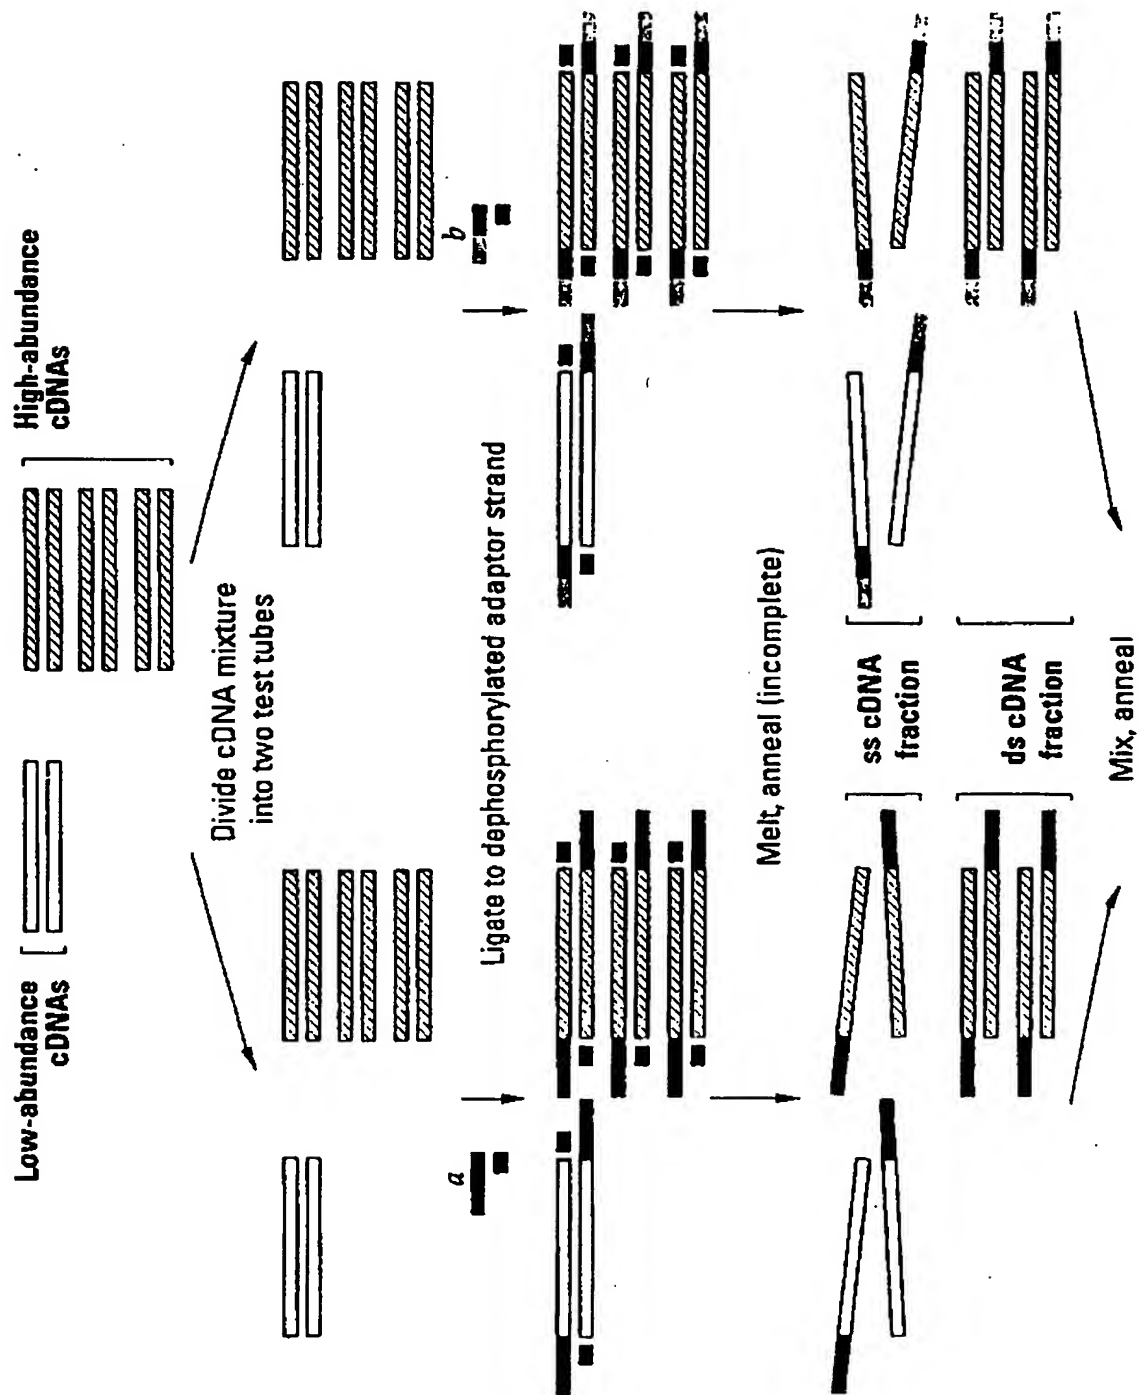 Low-abundance
cDNAs
High-abundance
cDNAs
Divide cDNA mixture
into two test tubes
a
b
Ligate to dephosphorylated adaptor strand
Melt, anneal (incomplete)
ss cDNA
fraction
ds cDNA
fraction
Mix, anneal